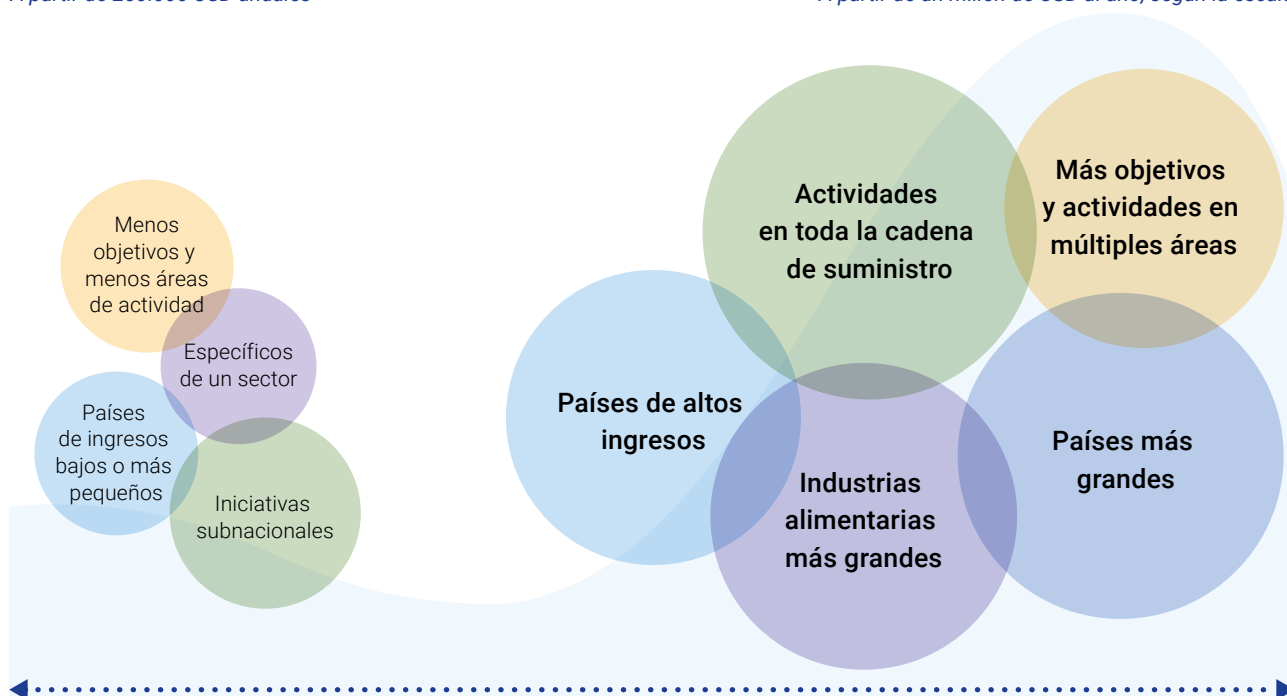 Menos
objetivos y
menos áreas
de actividad
Específicos
de un sector
Países
de ingresos
bajos o más
pequeños
Iniciativas
subnacionales
Actividades
en toda la cadena
de suministro
Más objetivos
y actividades en
múltiples áreas
Países de altos
ingresos
Industrias
alimentarias
más grandes
Países más
grandes